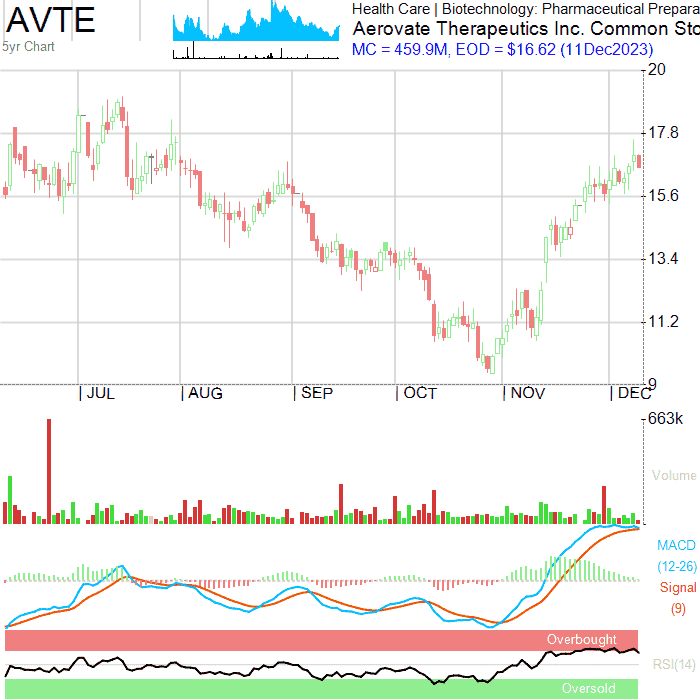 AVTE
5yr Chart
Health Care | Biotechnology: Pharmaceutical Prepara
Aerovate Therapeutics Inc. Common Sto
MC = 459.9M, EOD = $16.62 (11Dec2023)
20
17.8
15.6
13.4
11.2
9
|JUL |AUG |SEP |OCT |NOV |DEC
663k
Volume
MACD
(12-26)
Signal
(9)
Overbought
RSI(14)
Oversold